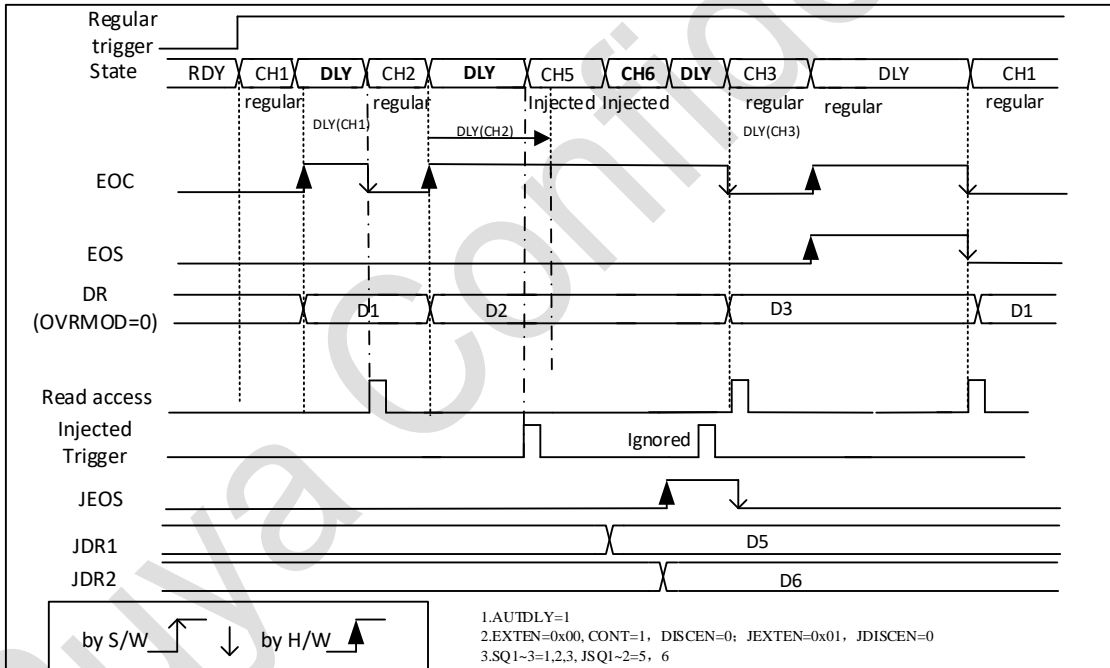 Regular
trigger
State
RDY CH1 DLY CH2 DLY CH5 CH6 DLY CH3 DLY CH1
regular regular Injected Injected regular regular regular
DLY(CH1) DLY(CH2) DLY(CH3)
EOC
EOS
DR
(OVRMOD=0)
D1 D2 D3 D1
Read access
Injected
Trigger
Ignored
JEOS
JDR1
D5
JDR2
D6
by S/W by H/W
1.AUTDLY=1
2.EXTEN=0x00, CONT=1, DISCEN=0; JEXTEN=0x01, JDISCEN=0
3.SQ1~3=1,2,3, JSQ1~2=5, 6
Puya Confid